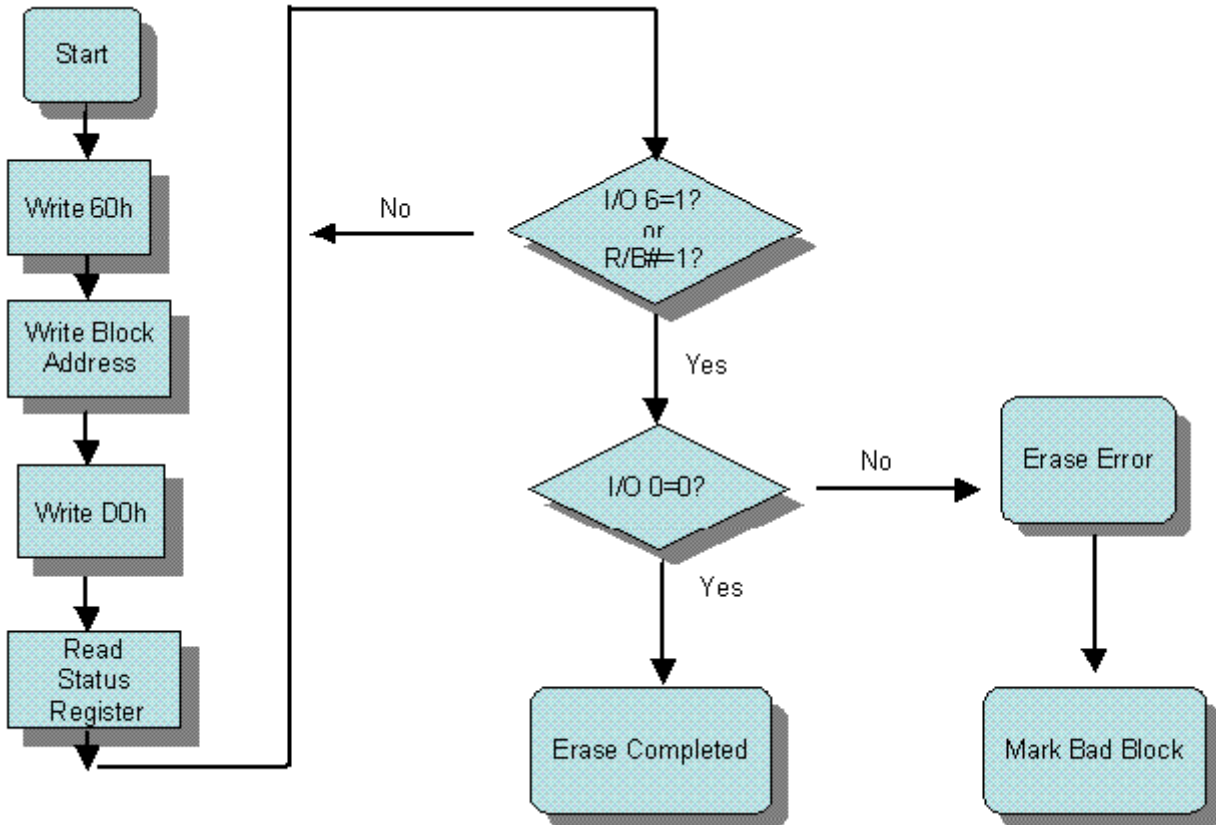 Start
Write 60h
Write Block
Address
Write D0h
Read
Status
Register
I/O 6=1?
or
R/B#=1?
No
Yes
I/O 0=0?
No
Yes
Erase Error
Erase Completed
Mark Bad Block